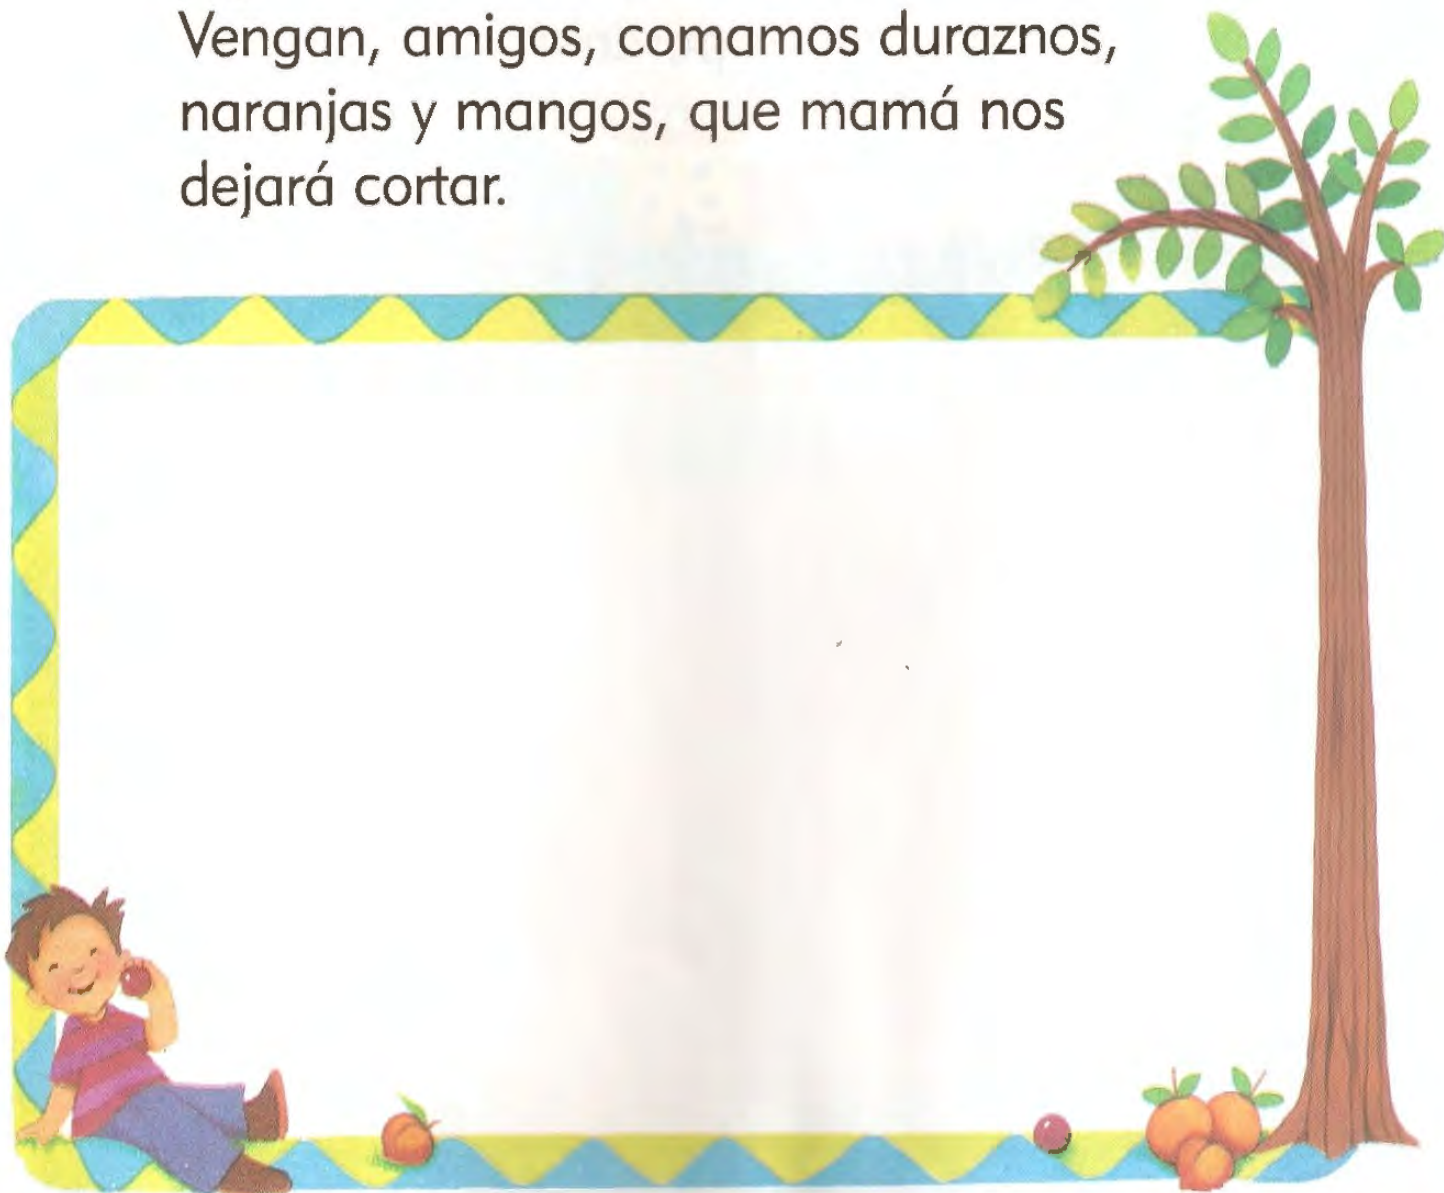 Vengan, amigos, comamos duraznos,
naranjas y mangos, que mamá nos
dejará cortar.